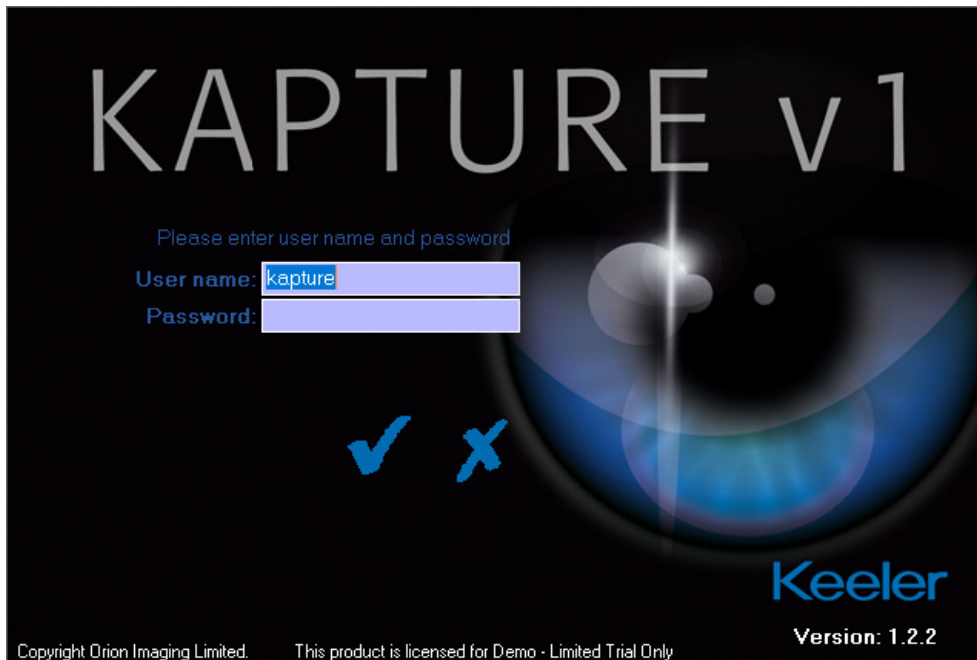 KAPTURE v1
Please enter user name and password
User name: kapture
Password:
Keeler
Version: 1.2.2
Copyright Orion Imaging Limited. This product is licensed for Demo - Limited Trial Only